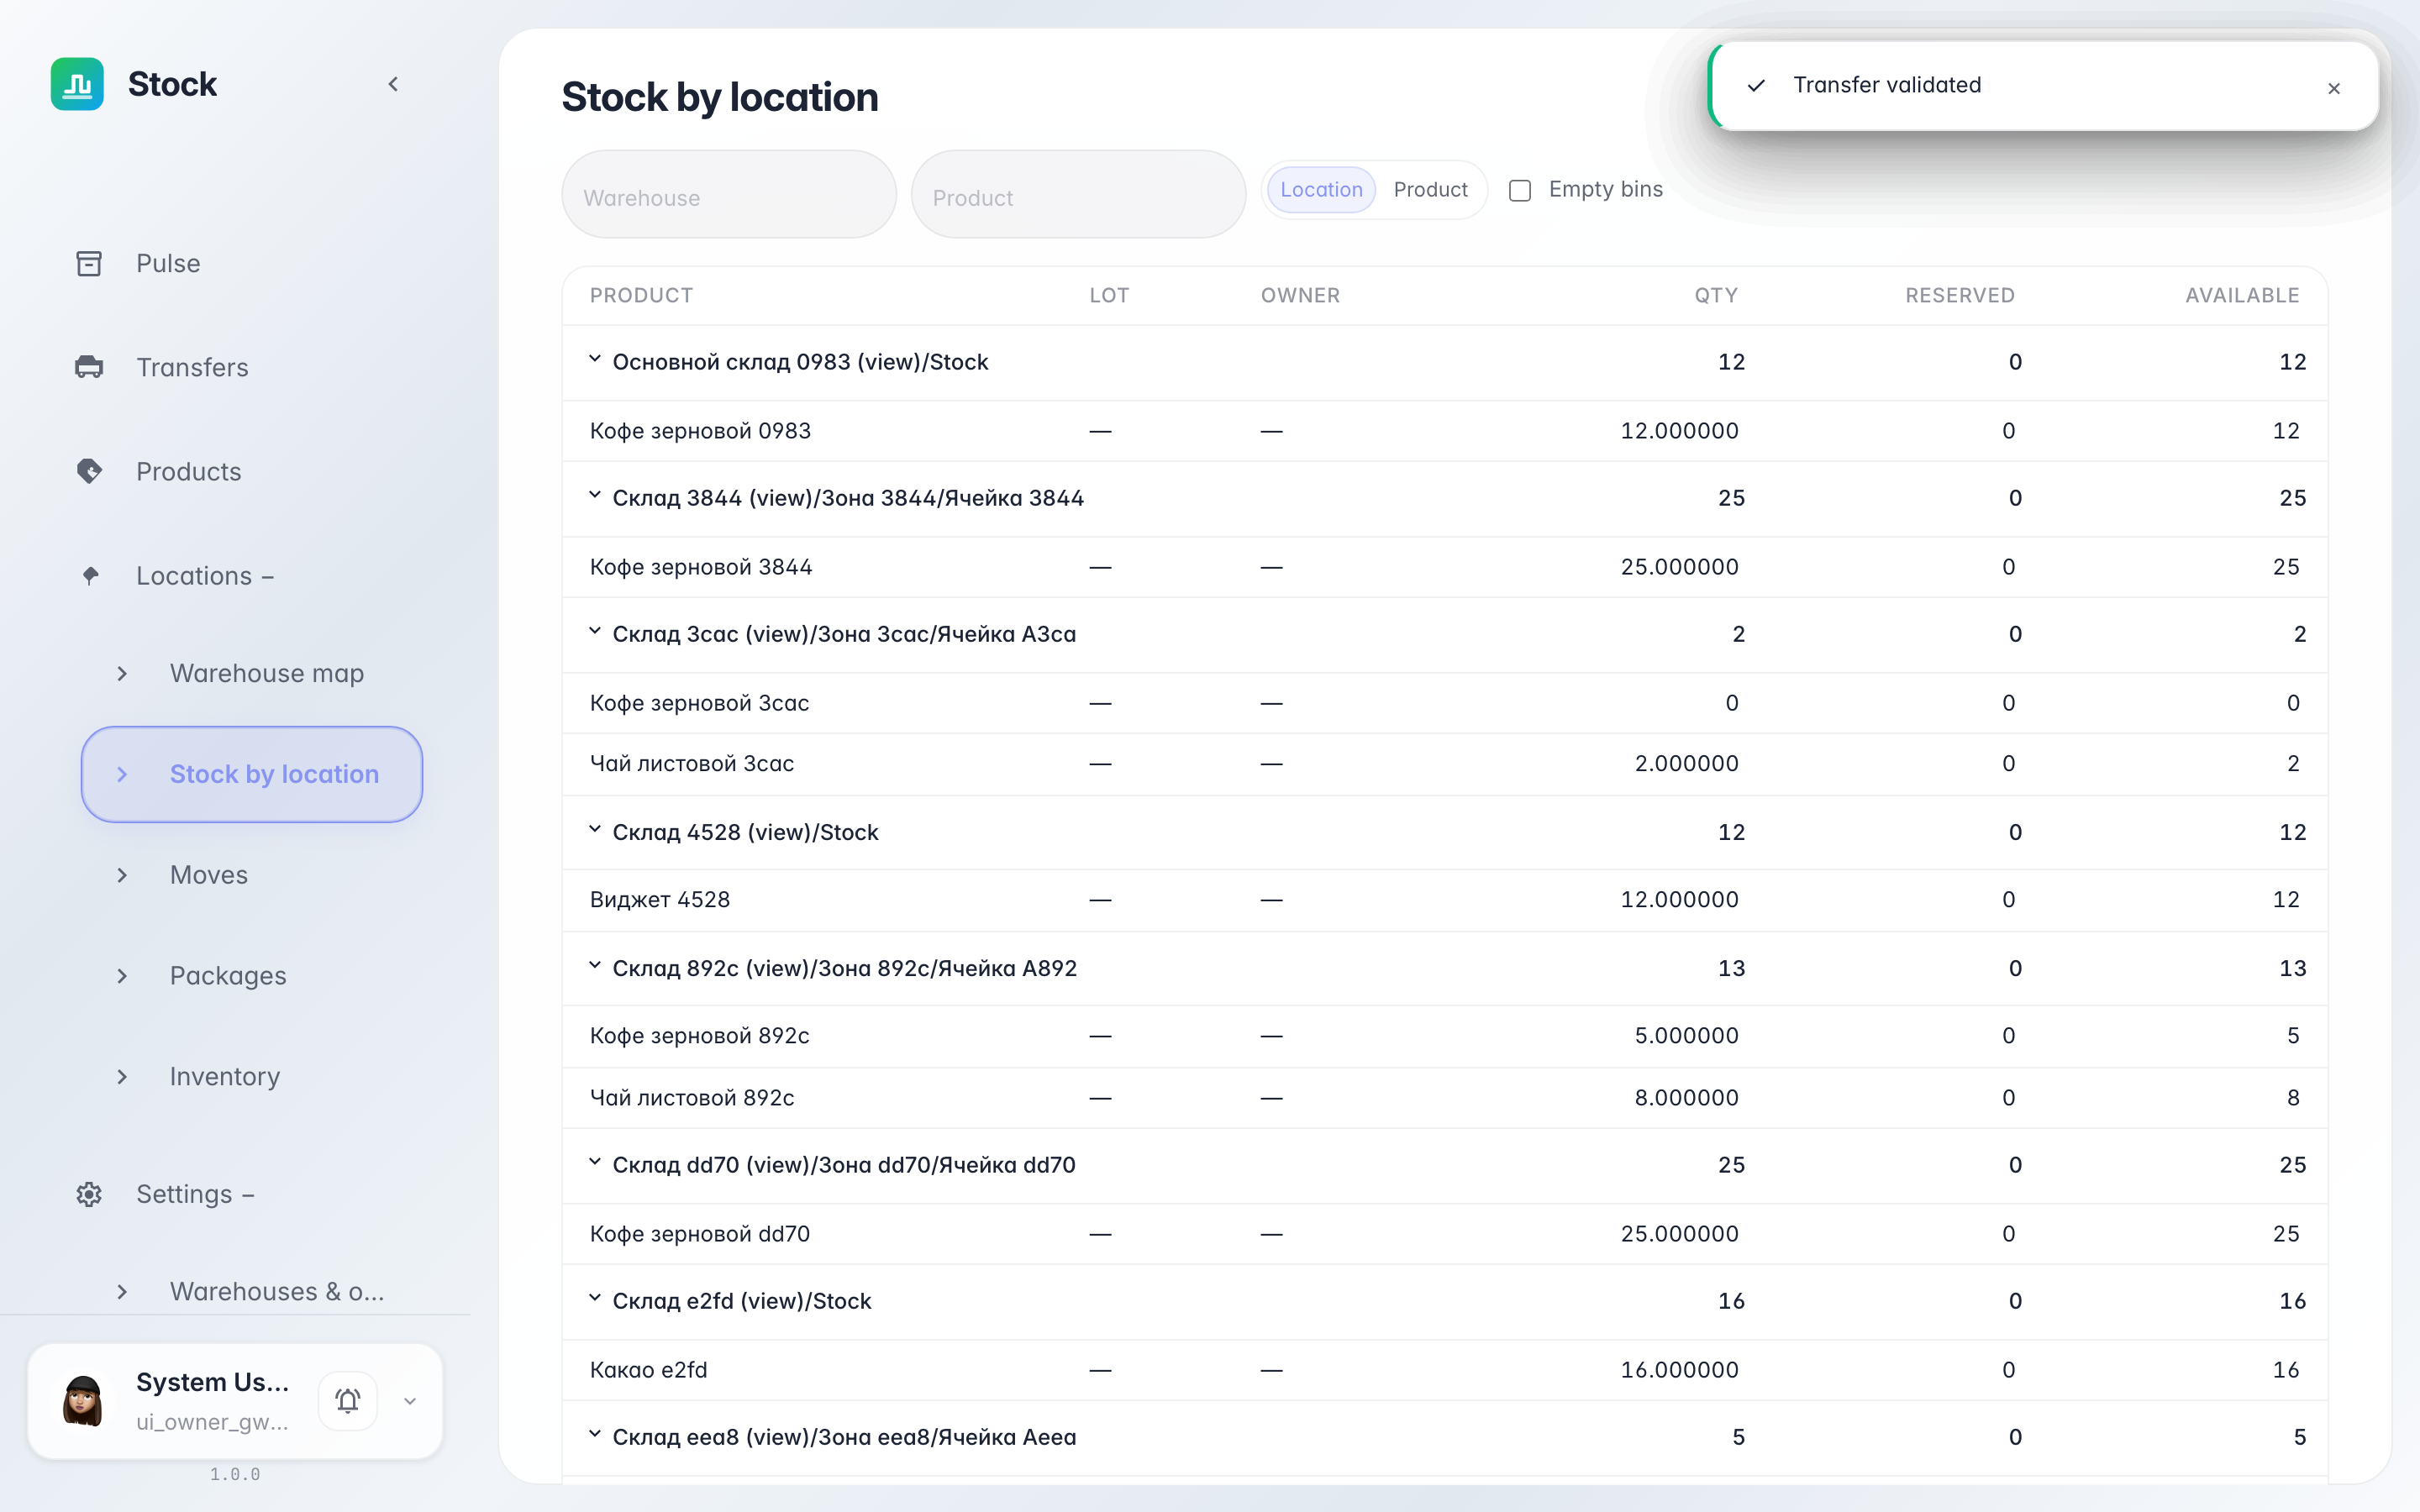 Stock
Pulse
Transfers
Products
Locations –
Warehouse map
Stock by location
Moves
Packages
Inventory
Settings –
Warehouses & o...
System Us...
ui_owner_gw...
1.0.0
Stock by location
Transfer validated
Warehouse Product Location Product Empty bins
PRODUCT LOT OWNER QTY RESERVED AVAILABLE
Основной склад 0983 (view)/Stock 12 0 12
Кофе зерновой 0983 — — 12.000000 0 12
Склад 3844 (view)/Зона 3844/Ячейка 3844 25 0 25
Кофе зерновой 3844 — — 25.000000 0 25
Склад 3cac (view)/Зона 3cac/Ячейка A3ca 2 0 2
Кофе зерновой 3cac — — 0 0 0
Чай листовой 3cac — — 2.000000 0 2
Склад 4528 (view)/Stock 12 0 12
Виджет 4528 — — 12.000000 0 12
Склад 892c (view)/Зона 892c/Ячейка A892 13 0 13
Кофе зерновой 892c — — 5.000000 0 5
Чай листовой 892c — — 8.000000 0 8
Склад dd70 (view)/Зона dd70/Ячейка dd70 25 0 25
Кофе зерновой dd70 — — 25.000000 0 25
Склад e2fd (view)/Stock 16 0 16
Какао e2fd — — 16.000000 0 16
Склад eea8 (view)/Зона eea8/Ячейка Aeea 5 0 5